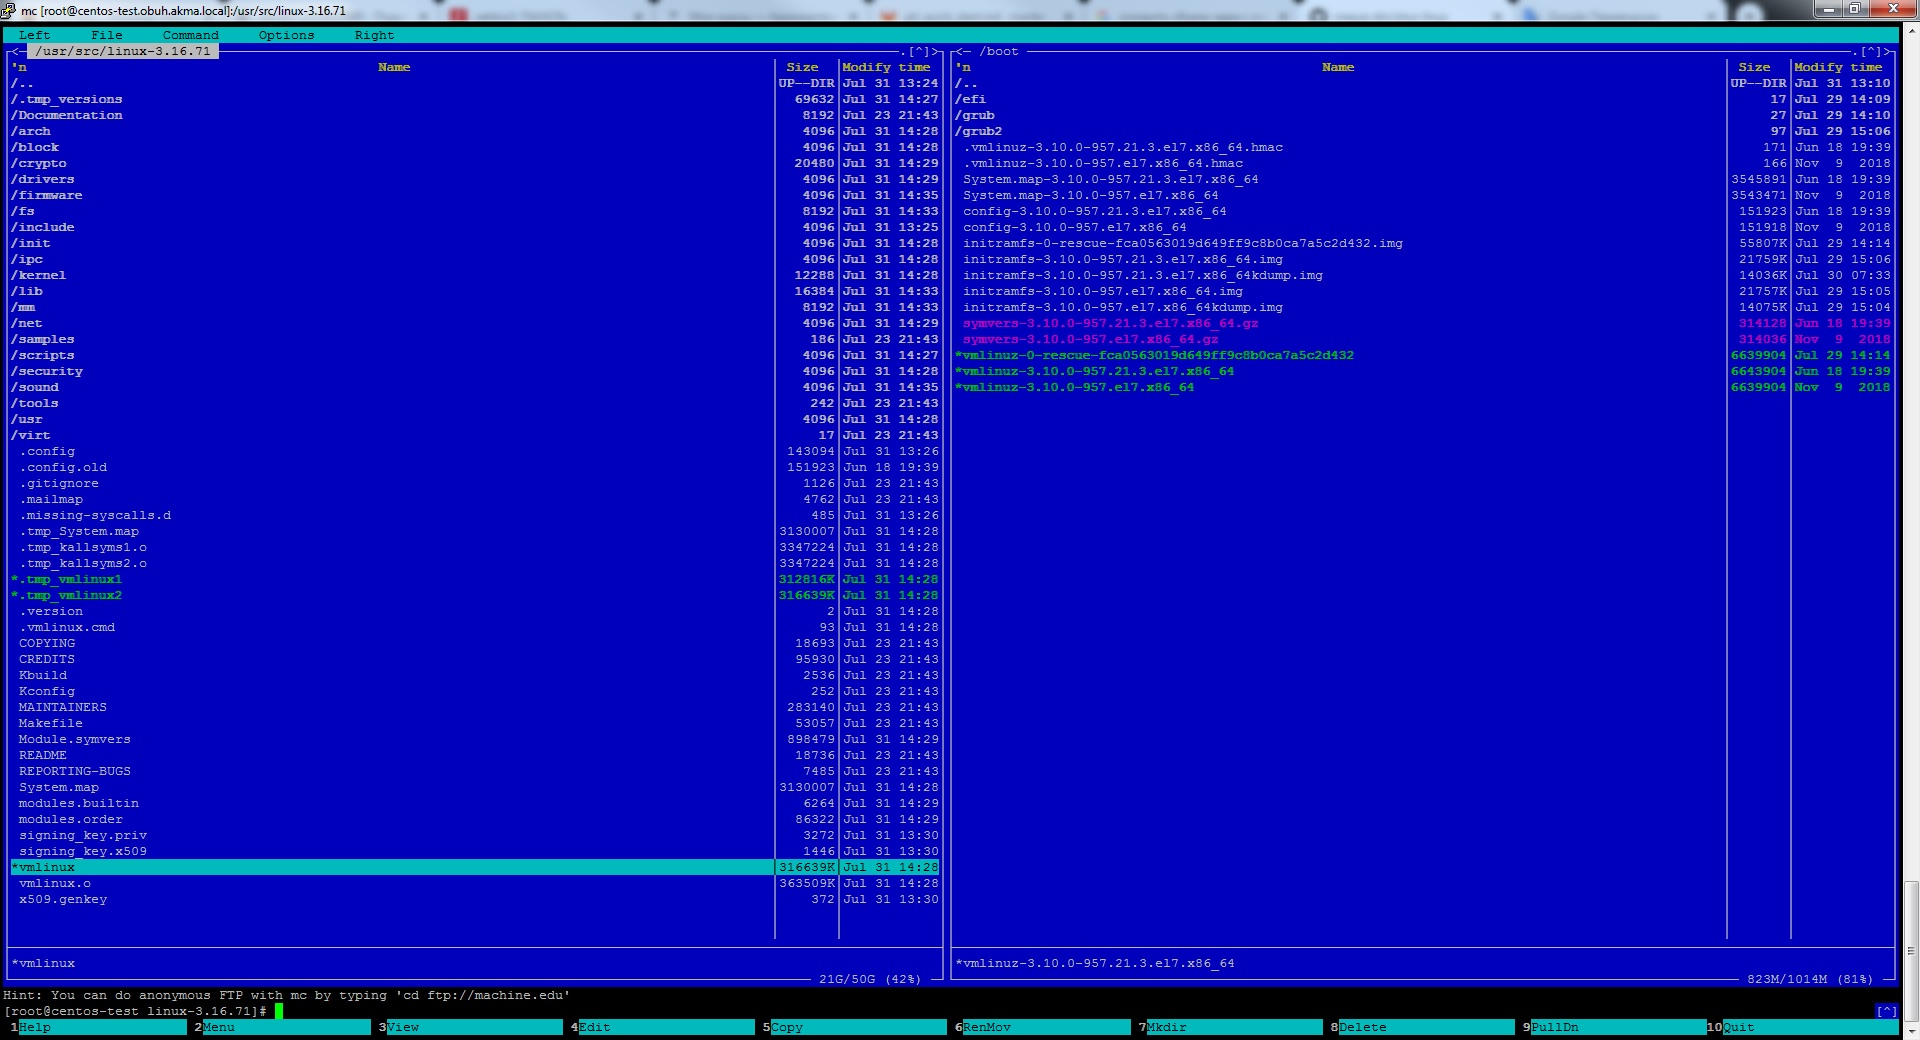 mc [root@centos-test.obuh.akma.local]:/usr/src/linux-3.16.71
Left File Command Options Right
<- /usr/src/linux-3.16.71 .[^]>
'n Name Size Modify time
/.. UP--DIR Jul 31 13:24
/.tmp_versions 69632 Jul 31 14:27
/Documentation 8192 Jul 23 21:43
/arch 4096 Jul 31 14:28
/block 4096 Jul 31 14:28
/crypto 20480 Jul 31 14:29
/drivers 4096 Jul 31 14:29
/firmware 4096 Jul 31 14:35
/fs 8192 Jul 31 14:33
/include 4096 Jul 31 13:25
/init 4096 Jul 31 14:28
/ipc 4096 Jul 31 14:28
/kernel 12288 Jul 31 14:28
/lib 16384 Jul 31 14:33
/mm 8192 Jul 31 14:33
/net 4096 Jul 31 14:29
/samples 186 Jul 23 21:43
/scripts 4096 Jul 31 14:27
/security 4096 Jul 31 14:28
/sound 4096 Jul 31 14:35
/tools 242 Jul 23 21:43
/usr 4096 Jul 31 14:28
/virt 17 Jul 23 21:43
.config 143094 Jul 31 13:26
.config.old 151923 Jun 18 19:39
.gitignore 1126 Jul 23 21:43
.mailmap 4762 Jul 23 21:43
.missing-syscalls.d 485 Jul 31 13:26
.tmp_System.map 3130007 Jul 31 14:28
.tmp_kallsyms1.o 3347224 Jul 31 14:28
.tmp_kallsyms2.o 3347224 Jul 31 14:28
*.tmp_vmlinux1 312816K Jul 31 14:28
*.tmp_vmlinux2 316639K Jul 31 14:28
.version 2 Jul 31 14:28
.vmlinux.cmd 93 Jul 31 14:28
COPYING 18693 Jul 23 21:43
CREDITS 95930 Jul 23 21:43
Kbuild 2536 Jul 23 21:43
Kconfig 252 Jul 23 21:43
MAINTAINERS 283140 Jul 23 21:43
Makefile 53057 Jul 23 21:43
Module.symvers 898479 Jul 31 14:29
README 18736 Jul 23 21:43
REPORTING-BUGS 7485 Jul 23 21:43
System.map 3130007 Jul 31 14:28
modules.builtin 6264 Jul 31 14:29
modules.order 86322 Jul 31 14:29
signing_key.priv 3272 Jul 31 13:30
signing_key.x509 1446 Jul 31 13:30
*vmlinux 316639K Jul 31 14:28
vmlinux.o 363509K Jul 31 14:28
x509.genkey 372 Jul 31 13:30
*vmlinux
21G/50G (42%)
<- /boot .[^]>
'n Name Size Modify time
/.. UP--DIR Jul 31 13:10
/efi 17 Jul 29 14:09
/grub 27 Jul 29 14:10
/grub2 97 Jul 29 15:06
.vmlinuz-3.10.0-957.21.3.el7.x86_64.hmac 171 Jun 18 19:39
.vmlinuz-3.10.0-957.el7.x86_64.hmac 166 Nov 9 2018
System.map-3.10.0-957.21.3.el7.x86_64 3545891 Jun 18 19:39
System.map-3.10.0-957.el7.x86_64 3543471 Nov 9 2018
config-3.10.0-957.21.3.el7.x86_64 151923 Jun 18 19:39
config-3.10.0-957.el7.x86_64 151918 Nov 9 2018
initramfs-0-rescue-fca0563019d649ff9c8b0ca7a5c2d432.img 55807K Jul 29 14:14
initramfs-3.10.0-957.21.3.el7.x86_64.img 21759K Jul 29 15:06
initramfs-3.10.0-957.21.3.el7.x86_64kdump.img 14036K Jul 30 07:33
initramfs-3.10.0-957.el7.x86_64.img 21757K Jul 29 15:05
initramfs-3.10.0-957.el7.x86_64kdump.img 14075K Jul 29 15:04
symvers-3.10.0-957.21.3.el7.x86_64.gz 314128 Jun 18 19:39
symvers-3.10.0-957.el7.x86_64.gz 314036 Nov 9 2018
*vmlinuz-0-rescue-fca0563019d649ff9c8b0ca7a5c2d432 6639904 Jul 29 14:14
*vmlinuz-3.10.0-957.21.3.el7.x86_64 6643904 Jun 18 19:39
*vmlinuz-3.10.0-957.el7.x86_64 6639904 Nov 9 2018
*vmlinuz-3.10.0-957.21.3.el7.x86_64
823M/1014M (81%)
Hint: You can do anonymous FTP with mc by typing 'cd ftp://machine.edu'
[root@centos-test linux-3.16.71]# [^]
1Help 2Menu 3View 4Edit 5Copy 6RenMov 7Mkdir 8Delete 9PullDn 10Quit